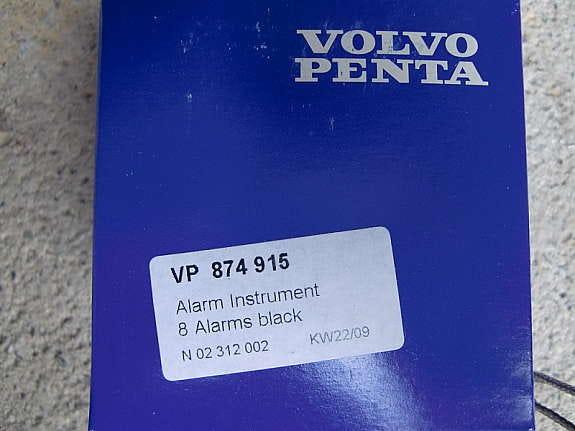 VOLVO
PENTA
VP 874 915
Alarm Instrument
8 Alarms black
N 02 312 002 KW22/09